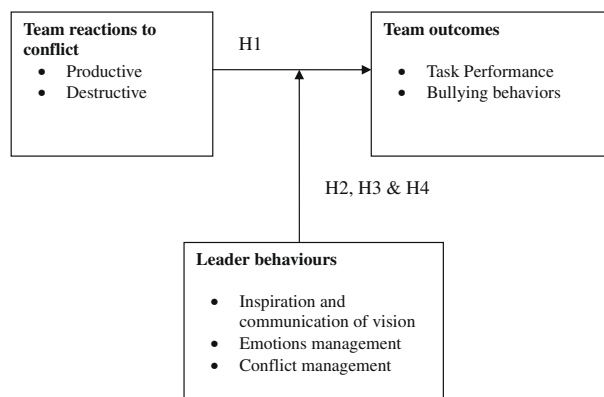 Team reactions to
conflict
• Productive
• Destructive
H1
Team outcomes
• Task Performance
• Bullying behaviors
H2, H3 & H4
Leader behaviours
• Inspiration and
communication of vision
• Emotions management
• Conflict management